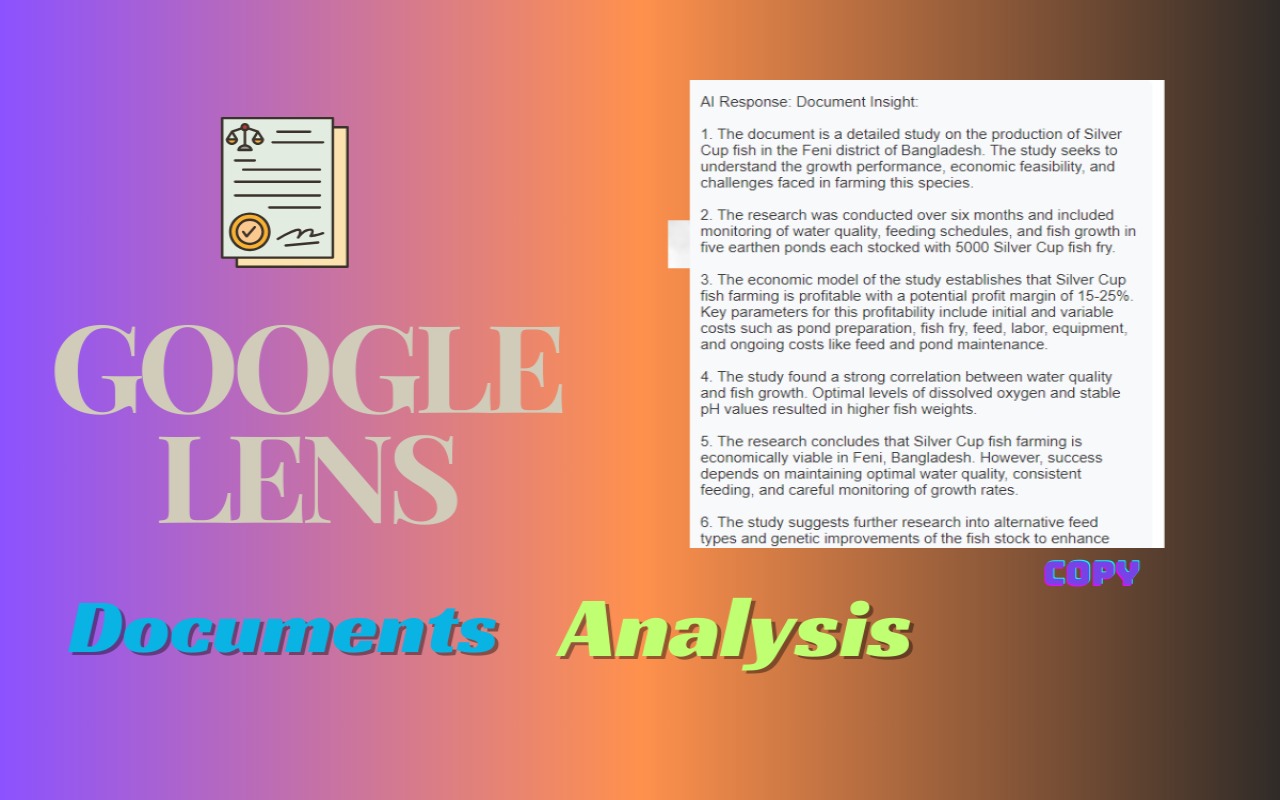 GOOGLE
LENS
Documents Analysis
AI Response: Document Insight:
1. The document is a detailed study on the production of Silver
Cup fish in the Feni district of Bangladesh. The study seeks to
understand the growth performance, economic feasibility, and
challenges faced in farming this species.
2. The research was conducted over six months and included
monitoring of water quality, feeding schedules, and fish growth in
five earthen ponds each stocked with 5000 Silver Cup fish fry.
3. The economic model of the study establishes that Silver Cup
fish farming is profitable with a potential profit margin of 15-25%.
Key parameters for this profitability include initial and variable
costs such as pond preparation, fish fry, feed, labor, equipment,
and ongoing costs like feed and pond maintenance.
4. The study found a strong correlation between water quality
and fish growth. Optimal levels of dissolved oxygen and stable
pH values resulted in higher fish weights.
5. The research concludes that Silver Cup fish farming is
economically viable in Feni, Bangladesh. However, success
depends on maintaining optimal water quality, consistent
feeding, and careful monitoring of growth rates.
6. The study suggests further research into alternative feed
types and genetic improvements of the fish stock to enhance
COPY